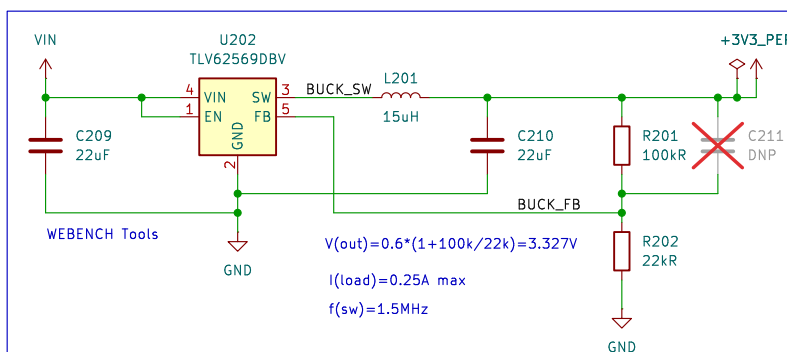 VIN
U202
TLV62569DBV
+3V3_PER
4
VIN
SW
3
BUCK_SW
L201
15uH
1
EN
FB
5
GND
2
C209
22uF
C210
22uF
R201
100kR
C211
DNP
BUCK_FB
WEBENCH Tools
V(out)=0.6*(1+100k/22k)=3.327V
R202
22kR
GND
I(load)=0.25A max
f(sw)=1.5MHz
GND